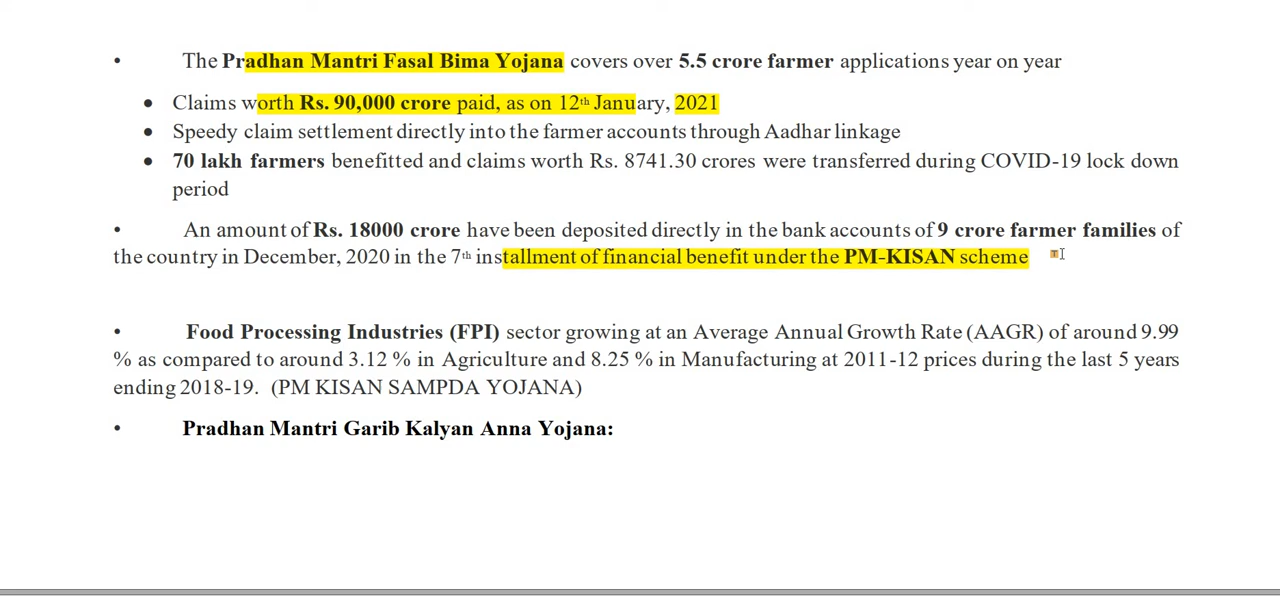 • The Pradhan Mantri Fasal Bima Yojana covers over 5.5 crore farmer applications year on year
● Claims worth Rs. 90,000 crore paid, as on 12th January, 2021
● Speedy claim settlement directly into the farmer accounts through Aadhar linkage
● 70 lakh farmers benefitted and claims worth Rs. 8741.30 crores were transferred during COVID-19 lock down
period
• An amount of Rs. 18000 crore have been deposited directly in the bank accounts of 9 crore farmer families of
the country in December, 2020 in the 7th installment of financial benefit under the PM-KISAN scheme
• Food Processing Industries (FPI) sector growing at an Average Annual Growth Rate (AAGR) of around 9.99
% as compared to around 3.12 % in Agriculture and 8.25 % in Manufacturing at 2011-12 prices during the last 5 years
ending 2018-19. (PM KISAN SAMPDA YOJANA)
• Pradhan Mantri Garib Kalyan Anna Yojana: